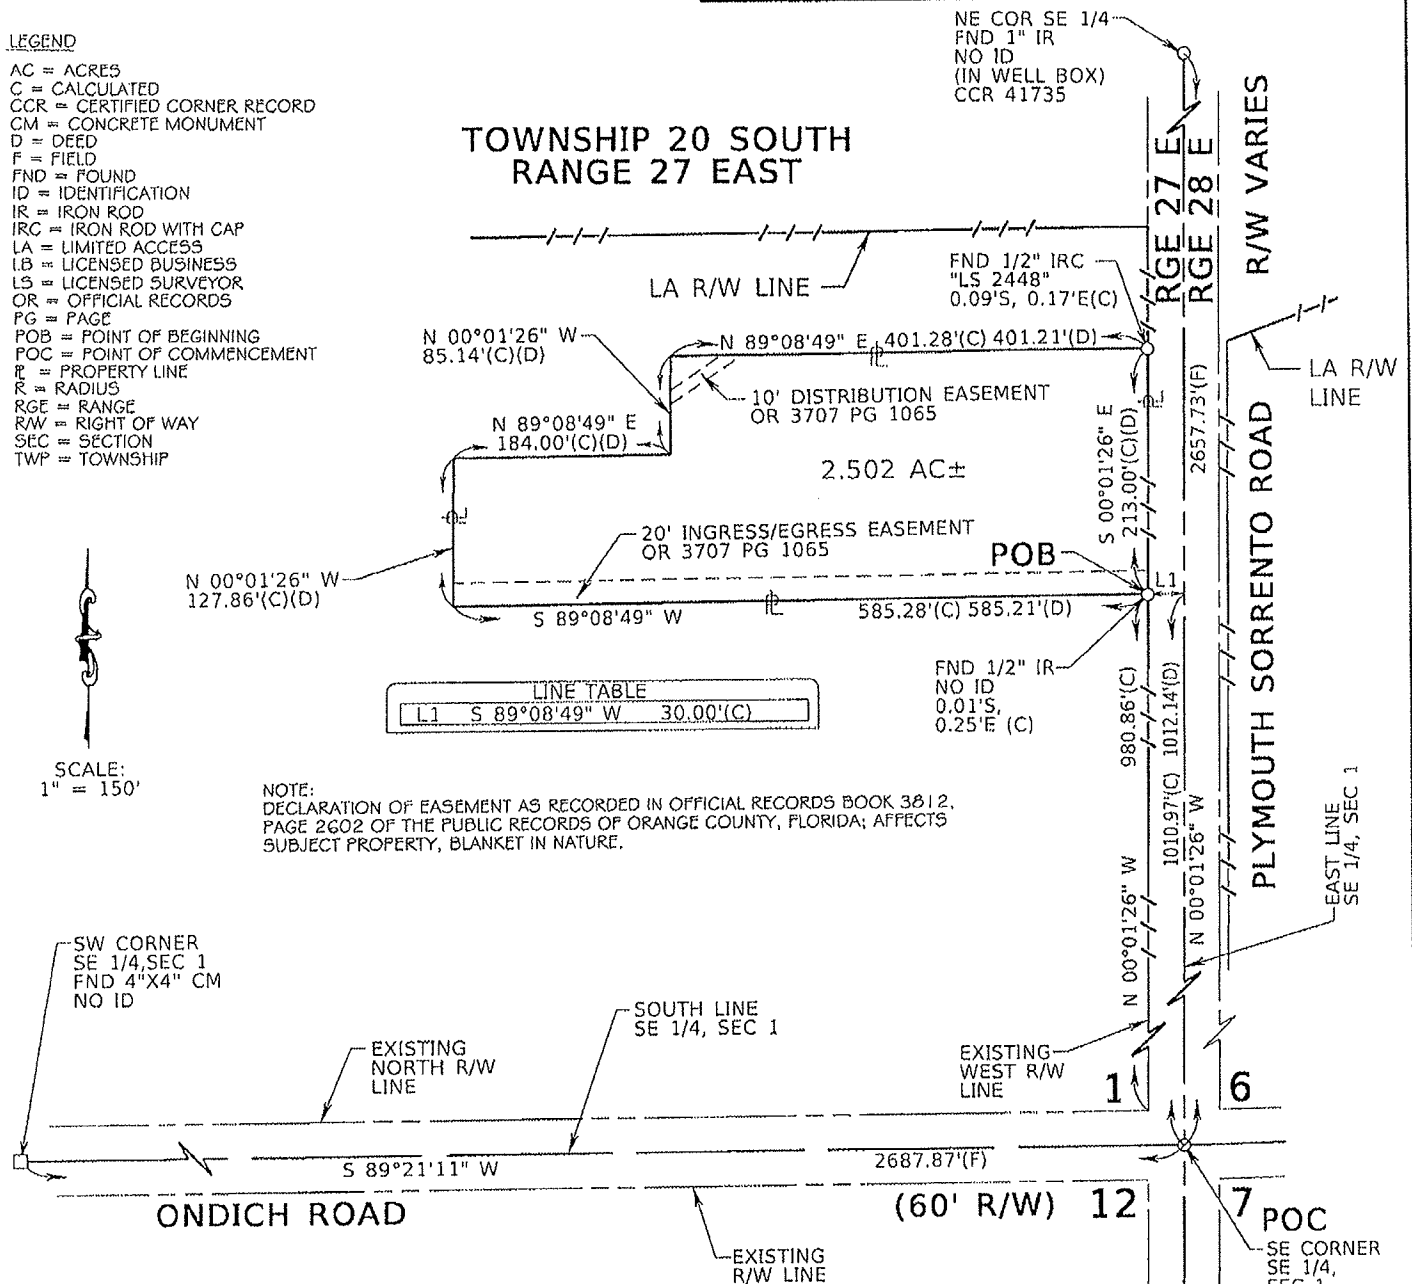 LEGEND
AC = ACRES
C = CALCULATED
CCR = CERTIFIED CORNER RECORD
CM = CONCRETE MONUMENT
D = DEED
F = FIELD
FND = FOUND
ID = IDENTIFICATION
IR = IRON ROD
IRC = IRON ROD WITH CAP
LA = LIMITED ACCESS
LB = LICENSED BUSINESS
LS = LICENSED SURVEYOR
OR = OFFICIAL RECORDS
PG = PAGE
POB = POINT OF BEGINNING
POC = POINT OF COMMENCEMENT
PL = PROPERTY LINE
R = RADIUS
RGE = RANGE
R/W = RIGHT OF WAY
SEC = SECTION
TWP = TOWNSHIP
NE COR SE 1/4
FND 1" IR
NO ID
(IN WELL BOX)
CCR 41735
TOWNSHIP 20 SOUTH
RANGE 27 EAST
RGE 27 E
RGE 28 E
R/W VARIES
LA R/W LINE
FND 1/2" IRC
"LS 2448"
0.09'S, 0.17'E(C)
N 00°01'26" W
85.14'(C)(D)
N 89°08'49" E
401.28'(C) 401.21'(D)
PL
10' DISTRIBUTION EASEMENT
OR 3707 PG 1065
LA R/W
LINE
N 89°08'49" E
184.00'(C)(D)
2.502 AC±
S 00°01'26" E
213.00'(C)(D)
PL
2657.73'(F)
PL
20' INGRESS/EGRESS EASEMENT
OR 3707 PG 1065
POB
L1
N 00°01'26" W
127.86'(C)(D)
S 89°08'49" W
PL
585.28'(C) 585.21'(D)
PLYMOUTH SORRENTO ROAD
FND 1/2" IR
NO ID
0.01'S,
0.25'E (C)
LINE TABLE
L1 S 89°08'49" W 30.00'(C)
980.86'(C)
1012.14'(D)
1010.97'(C)
N 00°01'26" W
N 00°01'26" W
SCALE:
1" = 150'
NOTE:
DECLARATION OF EASEMENT AS RECORDED IN OFFICIAL RECORDS BOOK 3812,
PAGE 2602 OF THE PUBLIC RECORDS OF ORANGE COUNTY, FLORIDA; AFFECTS
SUBJECT PROPERTY, BLANKET IN NATURE.
EAST LINE
SE 1/4, SEC 1
SW CORNER
SE 1/4,SEC 1
FND 4"X4" CM
NO ID
SOUTH LINE
SE 1/4, SEC 1
EXISTING
NORTH R/W
LINE
EXISTING
WEST R/W
LINE
1
6
S 89°21'11" W
2687.87'(F)
ONDICH ROAD
(60' R/W)
12
7
POC
SE CORNER
SE 1/4,
SEC 1
EXISTING
R/W LINE